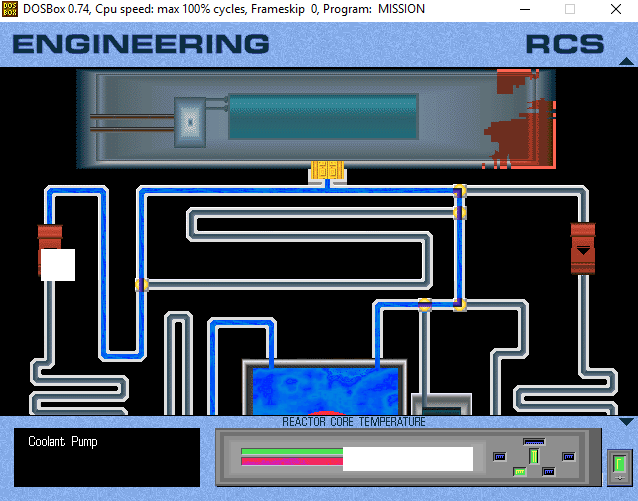 DOSBox 0.74, Cpu speed: max 100% cycles, Frameskip 0, Program: MISSION
ENGINEERING
RCS
REACTOR CORE TEMPERATURE
Coolant Pump